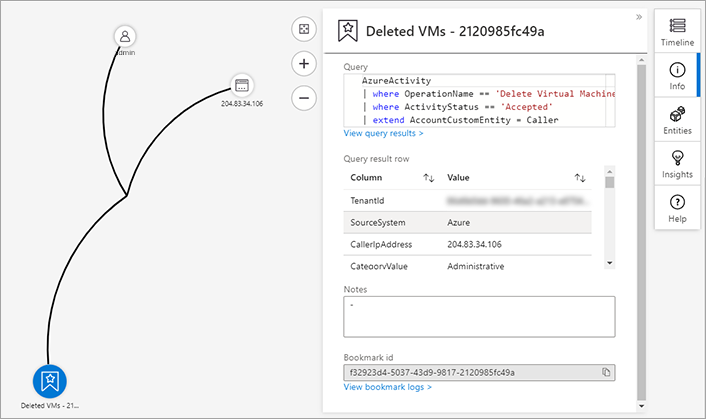 admin
204.83.34.106
Deleted VMs - 21...
Deleted VMs - 2120985fc49a
Query
AzureActivity
| where OperationName == 'Delete Virtual Machine
| where ActivityStatus == 'Accepted'
| extend AccountCustomEntity = Caller
View query results >
Query result row
Column Value
TenantId
SourceSystem Azure
CallerIpAddress 204.83.34.106
CategoryValue Administrative
Notes
-
Bookmark id
f32923d4-5037-43d9-9817-2120985fc49a
View bookmark logs >
Timeline
Info
Entities
Insights
Help